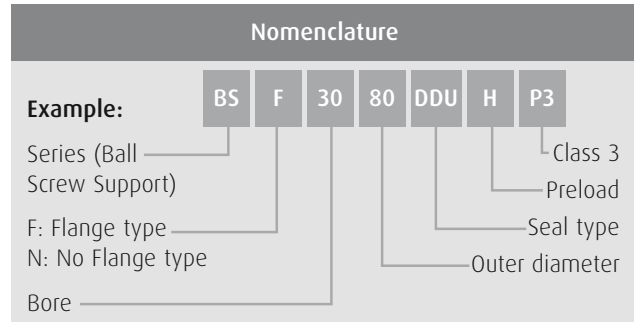 Nomenclature
Example: BS F 30 80 DDU H P3
Series (Ball
Screw Support)
Class 3
Preload
F: Flange type
Seal type
N: No Flange type
Outer diameter
Bore